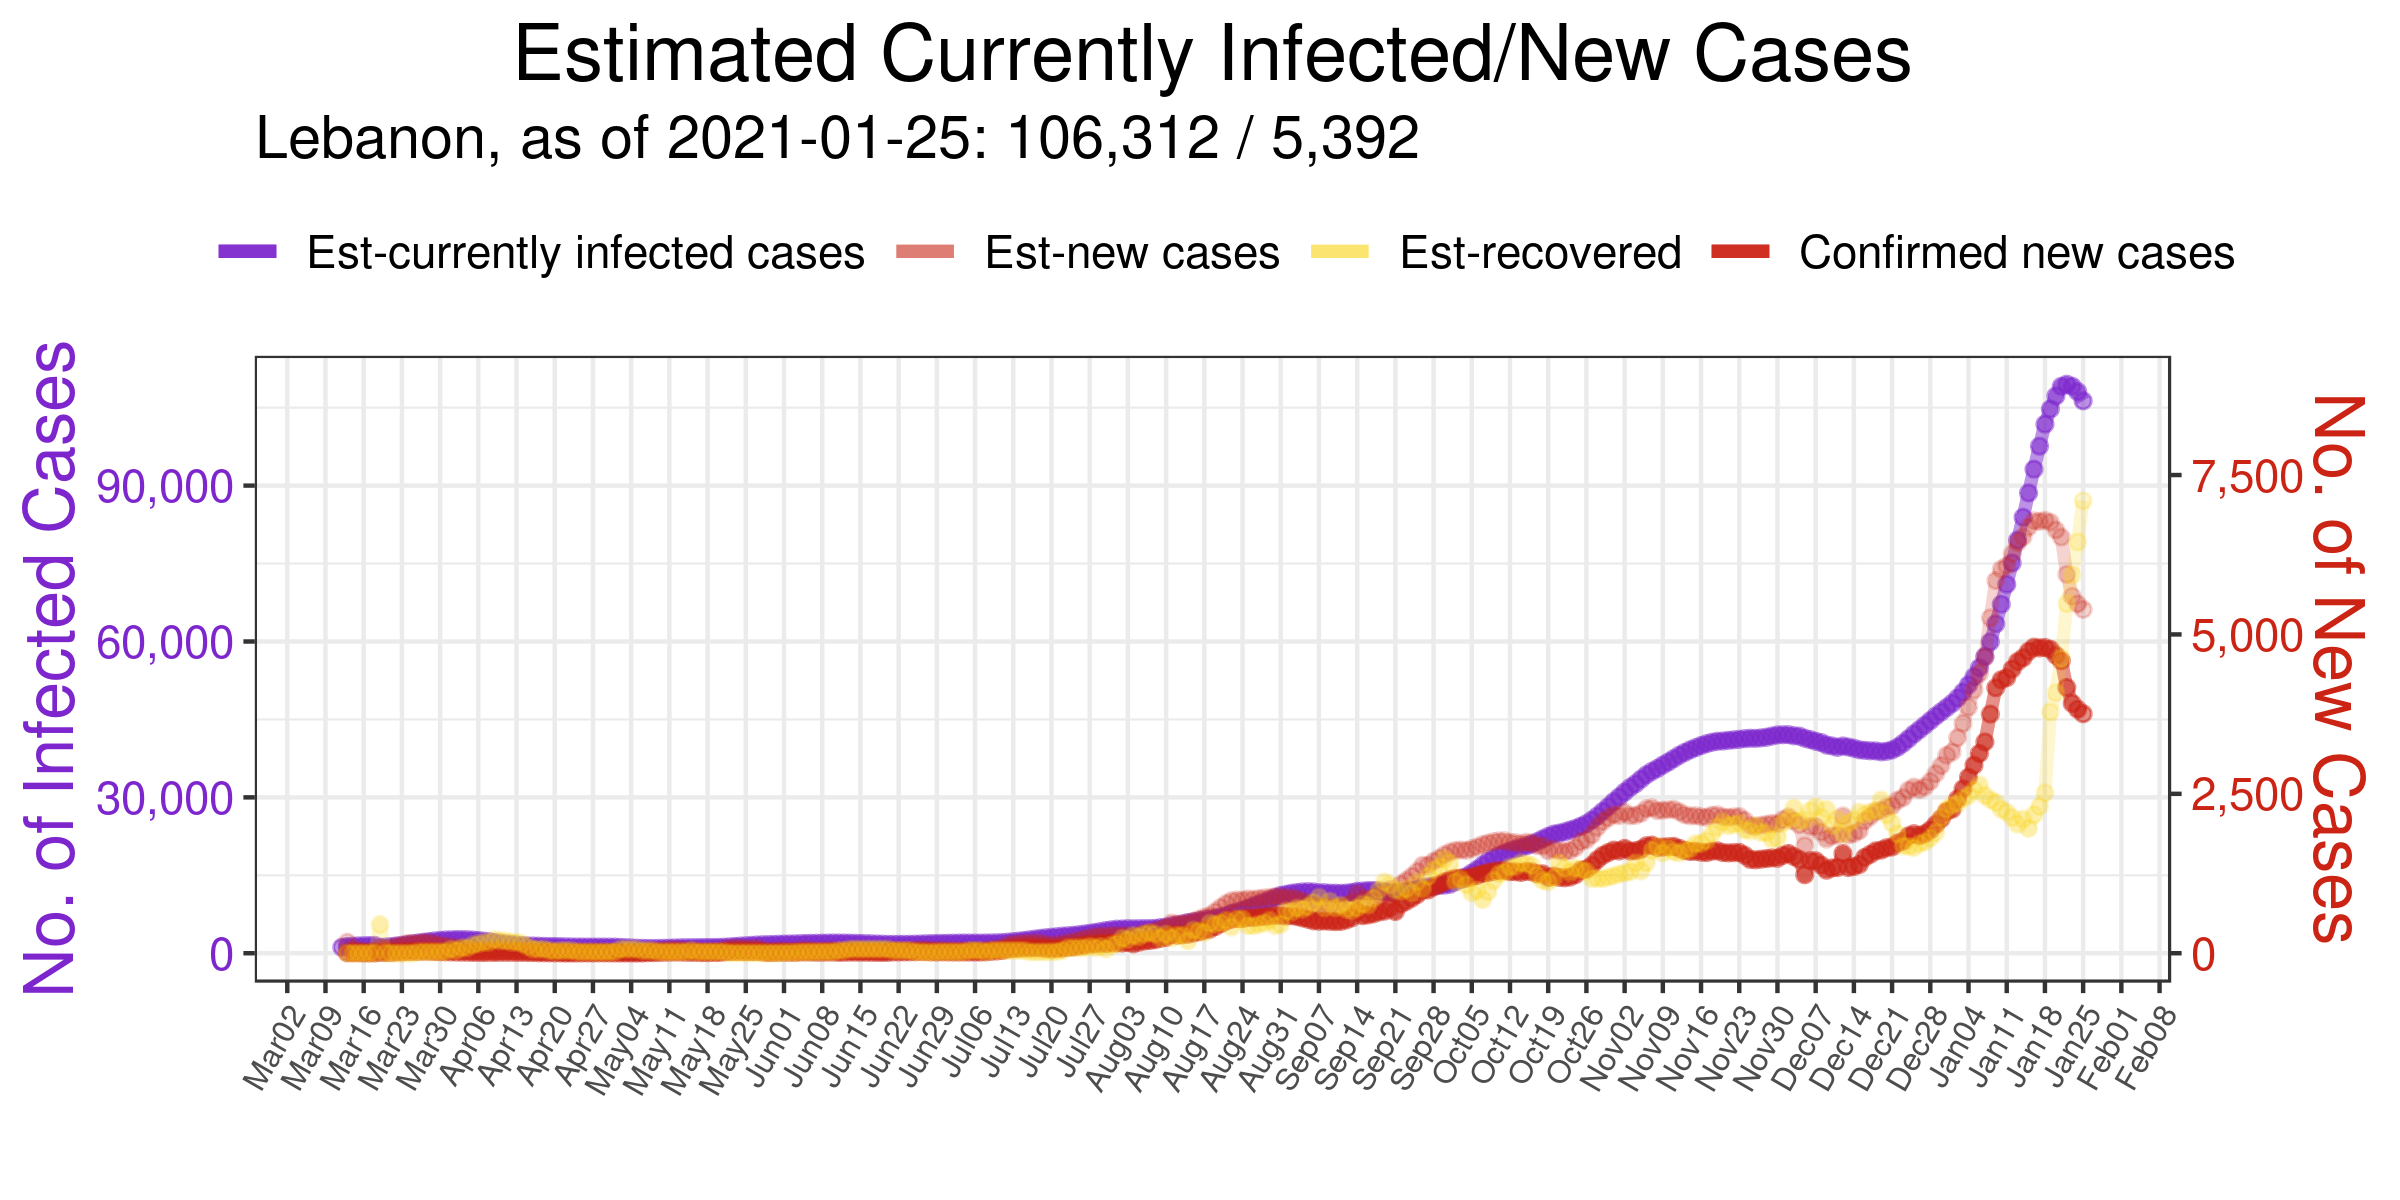 Estimated Currently Infected/New Cases
Lebanon, as of 2021-01-25: 106,312 / 5,392
Est-currently infected cases Est-new cases Est-recovered Confirmed new cases
No. of Infected Cases
90,000
60,000
30,000
0
7,500
5,000
2,500
0
No. of New Cases
Mar02 Mar09 Mar16 Mar23 Mar30 Apr06 Apr13 Apr20 Apr27 May04 May11 May18 May25 Jun01 Jun08 Jun15 Jun22 Jun29 Jul06 Jul13 Jul20 Jul27 Aug03 Aug10 Aug17 Aug24 Aug31 Sep07 Sep14 Sep21 Sep28 Oct05 Oct12 Oct19 Oct26 Nov02 Nov09 Nov16 Nov23 Nov30 Dec07 Dec14 Dec21 Dec28 Jan04 Jan11 Jan18 Jan25 Feb01 Feb08